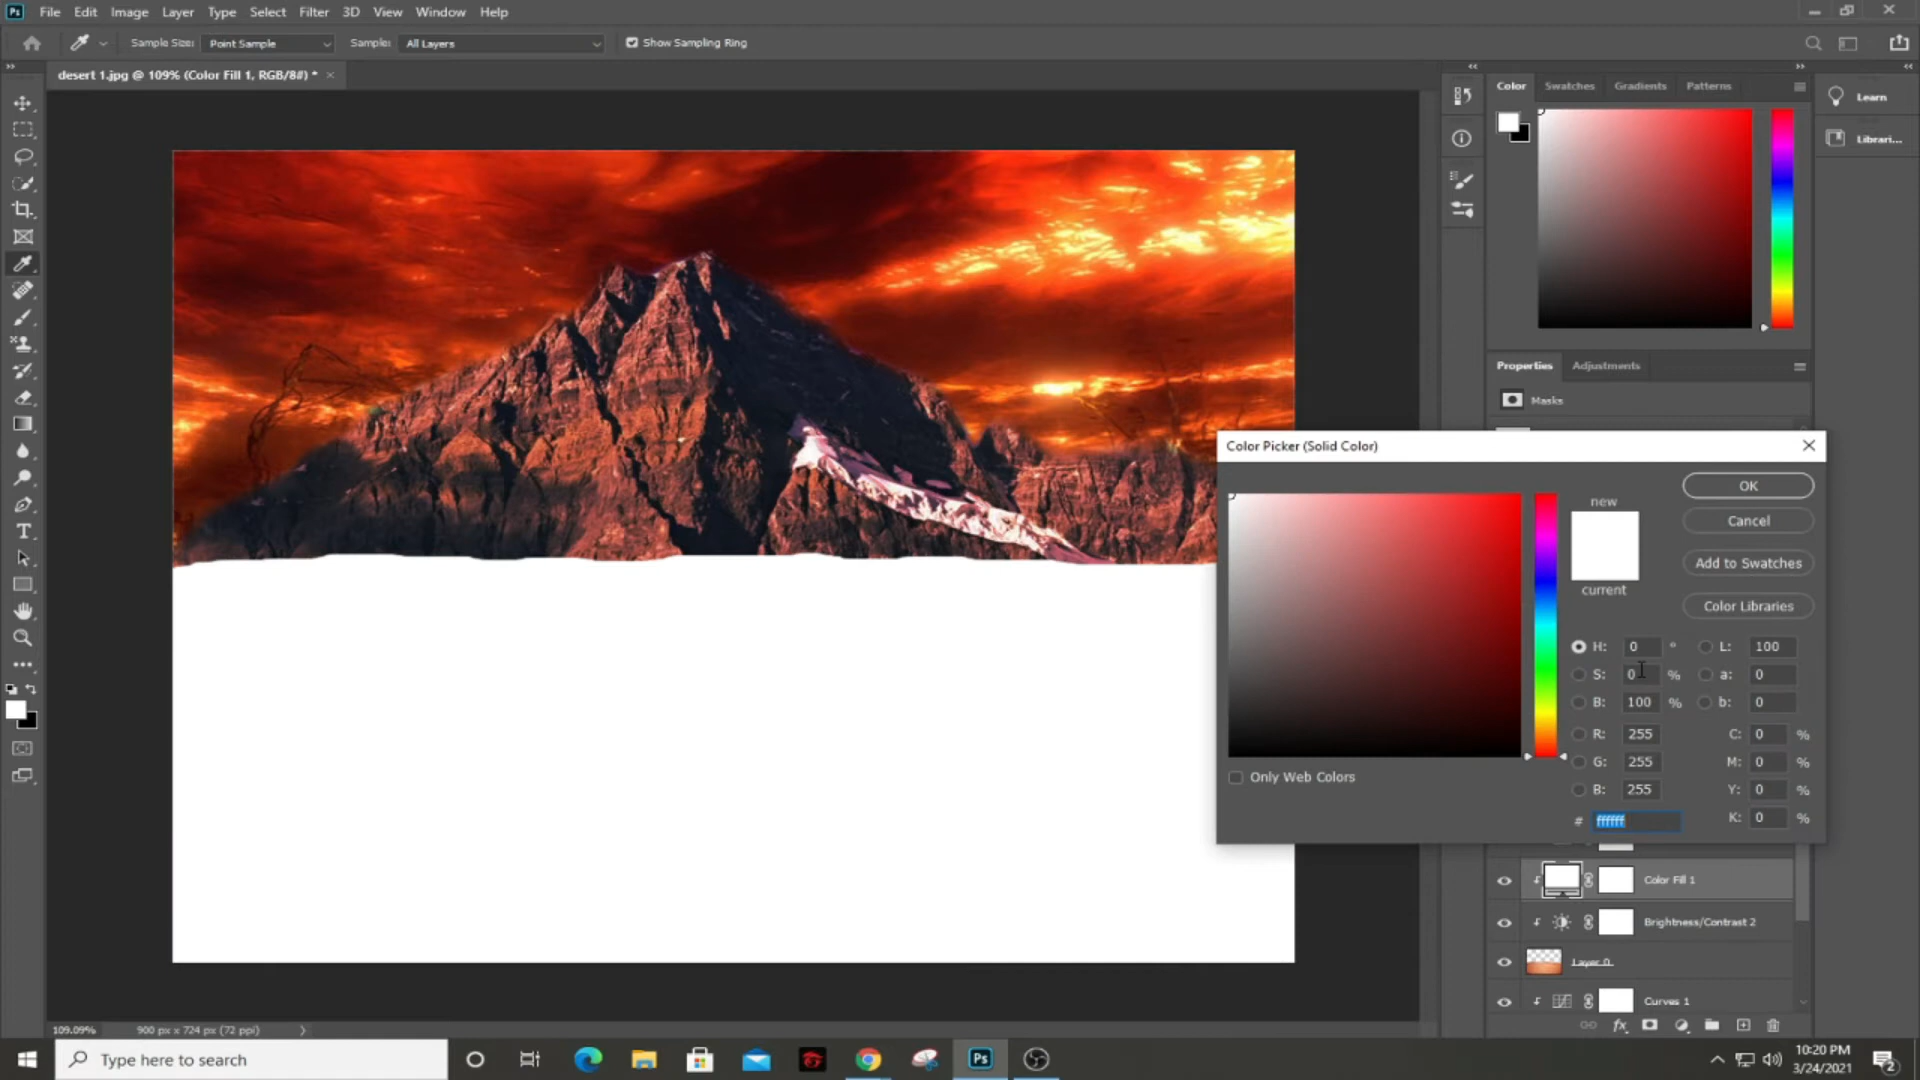 Ps File Edit Image Layer Type Select Filter 3D View Window Help
Sample Size: Point Sample Sample: All Layers Show Sampling Ring
desert 1.jpg @ 109% (Color Fill 1, RGB/8#) * ×
Color Swatches Gradients Patterns
Learn
Librari...
Properties Adjustments
Masks
Color Picker (Solid Color)
new
current
OK
Cancel
Add to Swatches
Color Libraries
H: 0 ° L: 100
S: 0 % a: 0
B: 100 % b: 0
R: 255 C: 0 %
G: 255 M: 0 %
B: 255 Y: 0 %
# ffffff K: 0 %
Only Web Colors
Color Fill 1
Brightness/Contrast 2
Layer 0
Curves 1
109.09% 900 px x 724 px (72 ppi)
Type here to search
Ps
10:20 PM
3/24/2021
2